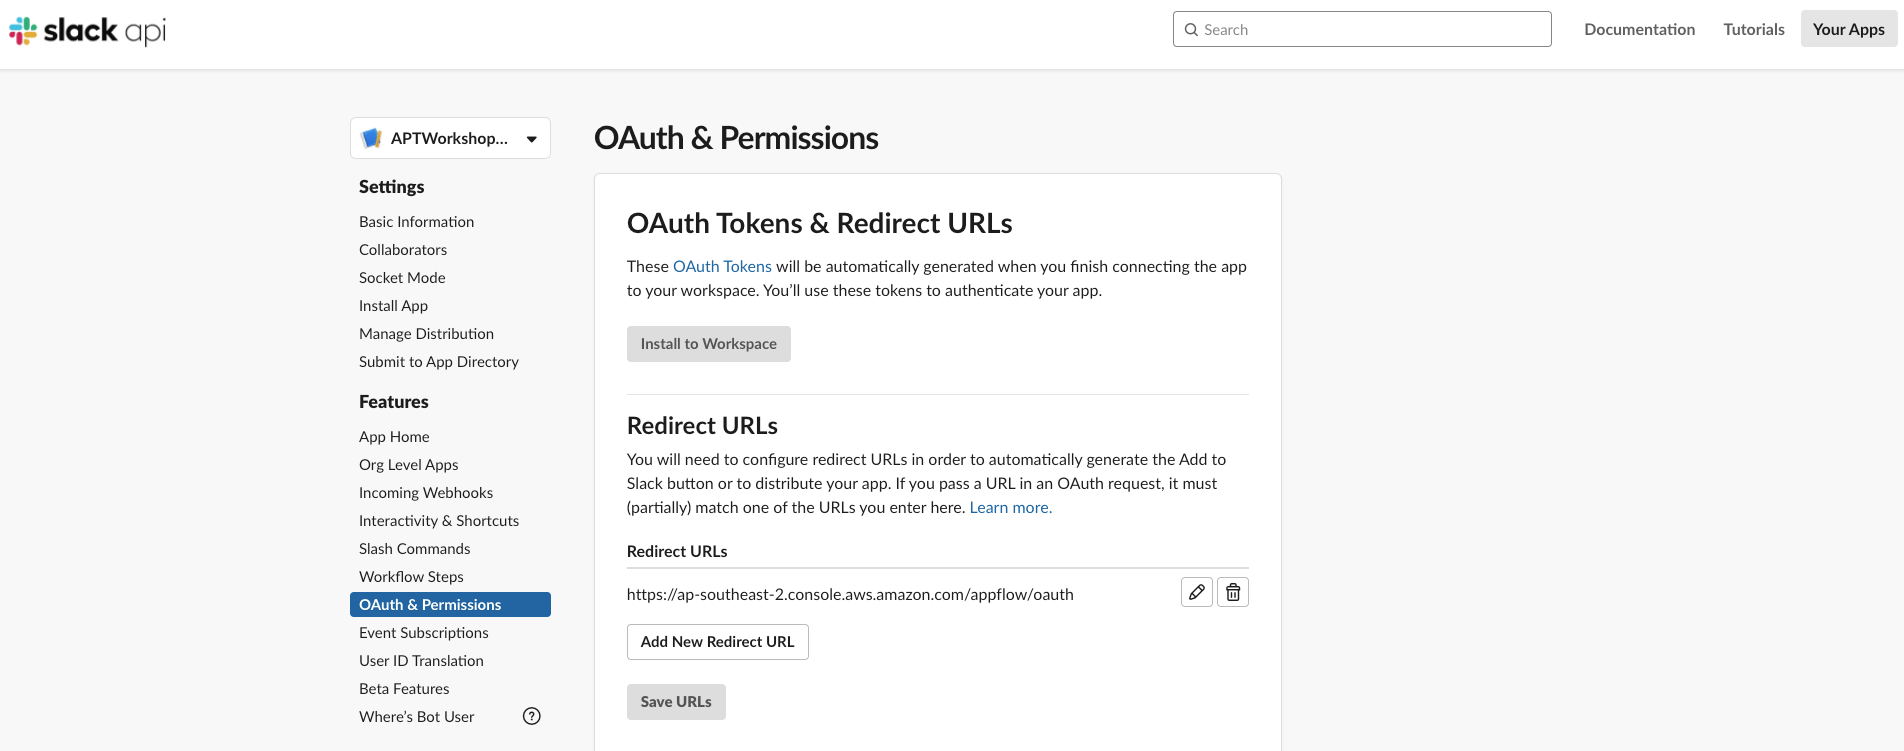 slack api
Search
Documentation
Tutorials
Your Apps
APTWorkshop...
Settings
Basic Information
Collaborators
Socket Mode
Install App
Manage Distribution
Submit to App Directory
Features
App Home
Org Level Apps
Incoming Webhooks
Interactivity & Shortcuts
Slash Commands
Workflow Steps
OAuth & Permissions
Event Subscriptions
User ID Translation
Beta Features
Where's Bot User
?
OAuth & Permissions
OAuth Tokens & Redirect URLs
These OAuth Tokens will be automatically generated when you finish connecting the app
to your workspace. You'll use these tokens to authenticate your app.
Install to Workspace
Redirect URLs
You will need to configure redirect URLs in order to automatically generate the Add to
Slack button or to distribute your app. If you pass a URL in an OAuth request, it must
(partially) match one of the URLs you enter here. Learn more.
Redirect URLs
https://ap-southeast-2.console.aws.amazon.com/appflow/oauth
Add New Redirect URL
Save URLs